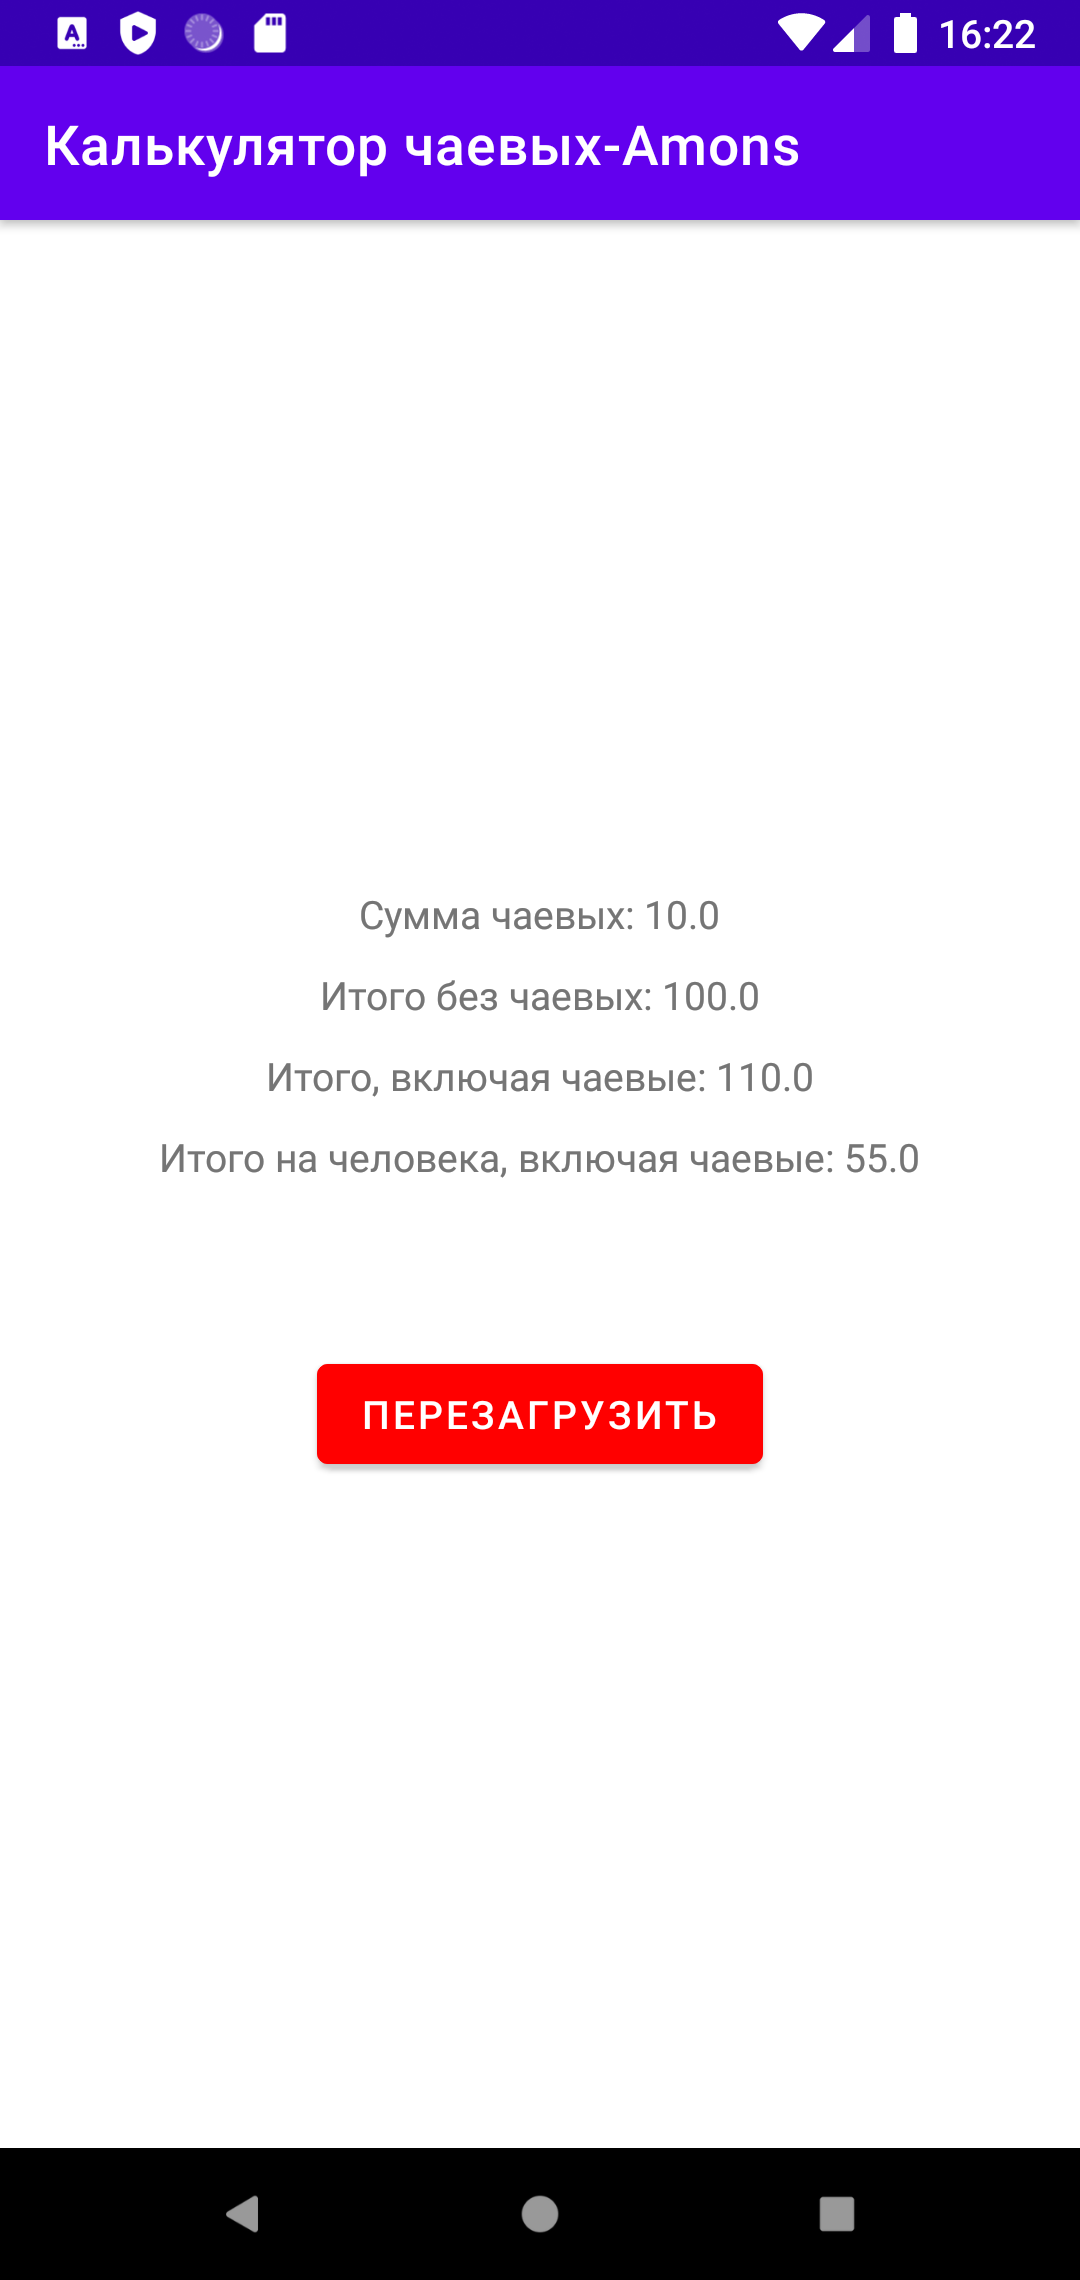 16:22
Калькулятор чаевых-Amons
Сумма чаевых: 10.0
Итого без чаевых: 100.0
Итого, включая чаевые: 110.0
Итого на человека, включая чаевые: 55.0
ПЕРЕЗАГРУЗИТЬ